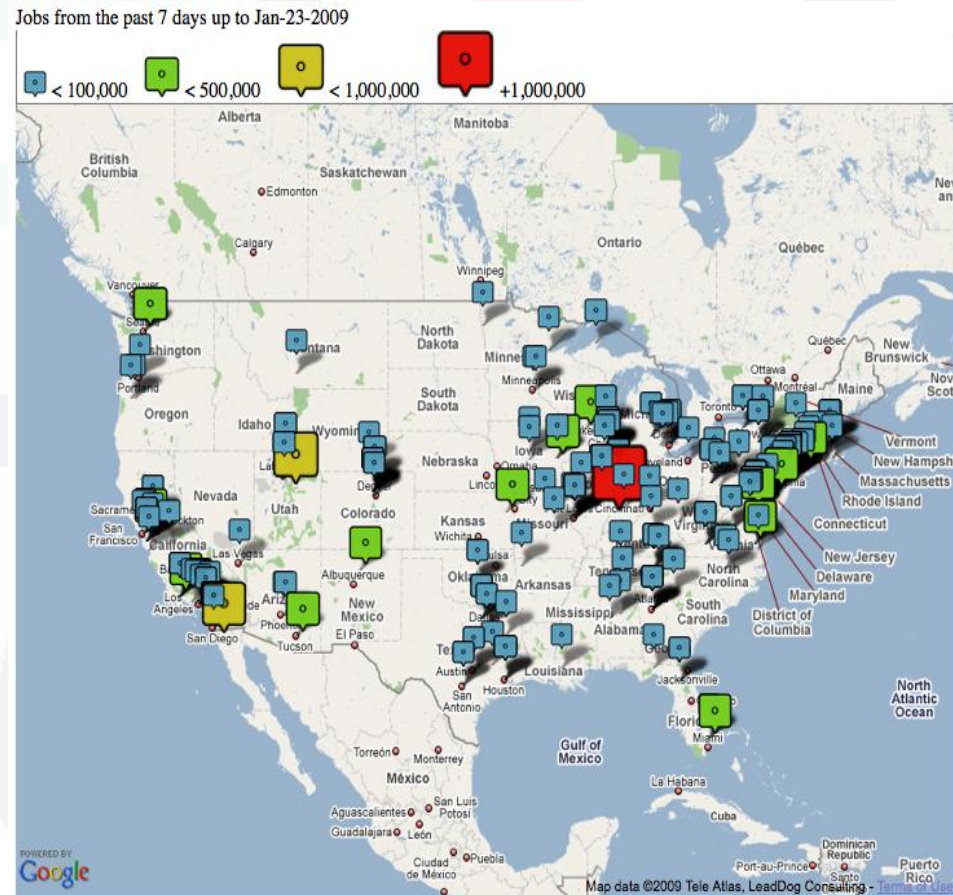 Jobs from the past 7 days up to Jan-23-2009
< 100,000
< 500,000
< 1,000,000
+1,000,000
Alberta
Manitoba
British
Columbia
Saskatchewan
Edmonton
Calgary
Ontario
Québec
Winnipeg
Vancouver
North
Dakota
Québec
New
Brunswick
Ottawa
Montréal
Maine
Minneapolis
Portland
Oregon
South
Dakota
Toronto
Idaho
Vermont
Iowa
New Hampsh
Massachusetts
Nebraska
Omaha
Rhode Island
Nevada
Utah
Colorado
Connecticut
San
Francisco
California
Kansas
Wichita
Missouri
Cincinnati
Las Vegas
New Jersey
Albuquerque
Delaware
North
Carolina
Maryland
Arkansas
Los
Angeles
New
Mexico
Mississippi
South
Carolina
District of
Columbia
Alabama
San Diego
Tucson
El Paso
Austin
Louisiana
Jacksonville
San
Antonio
Houston
North
Atlantic
Ocean
Miami
Gulf of
Mexico
Torreón
Monterrey
México
La Habana
Cuba
San Luis
Potosí
Aguascalientes
León
Guadalajara
Ciudad
de México
Puebla
Dominican
Republic
Port-au-Prince
Santo
Puerto
Rico
POWERED BY
Google
Map data ©2009 Tele Atlas, LeadDog Consulting - Terms of Use